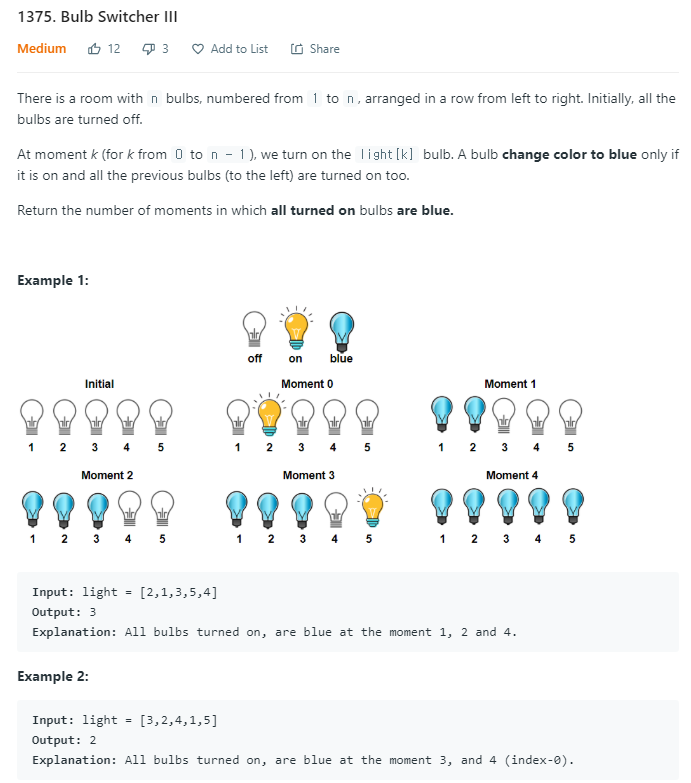 1375. Bulb Switcher III
Medium 12 3 Add to List Share
There is a room with n bulbs, numbered from 1 to n, arranged in a row from left to right. Initially, all the
bulbs are turned off.
At moment k (for k from 0 to n - 1), we turn on the light[k] bulb. A bulb change color to blue only if
it is on and all the previous bulbs (to the left) are turned on too.
Return the number of moments in which all turned on bulbs are blue.
Example 1:
off on blue
Initial Moment 0 Moment 1
1 2 3 4 5 1 2 3 4 5 1 2 3 4 5
Moment 2 Moment 3 Moment 4
1 2 3 4 5 1 2 3 4 5 1 2 3 4 5
Input: light = [2,1,3,5,4]
Output: 3
Explanation: All bulbs turned on, are blue at the moment 1, 2 and 4.
Example 2:
Input: light = [3,2,4,1,5]
Output: 2
Explanation: All bulbs turned on, are blue at the moment 3, and 4 (index-0).